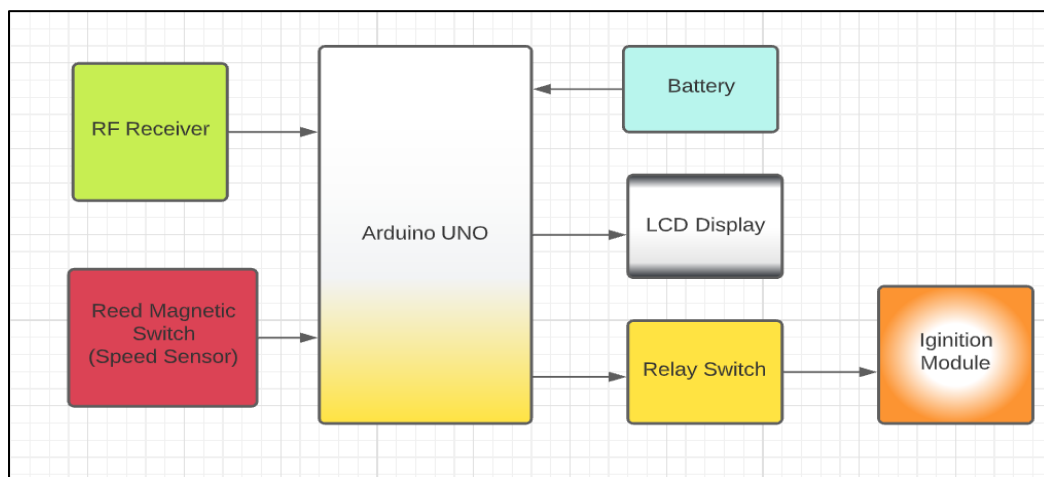 RF Receiver
Reed Magnetic
Switch
(Speed Sensor)
Arduino UNO
Battery
LCD Display
Relay Switch
Iginition
Module